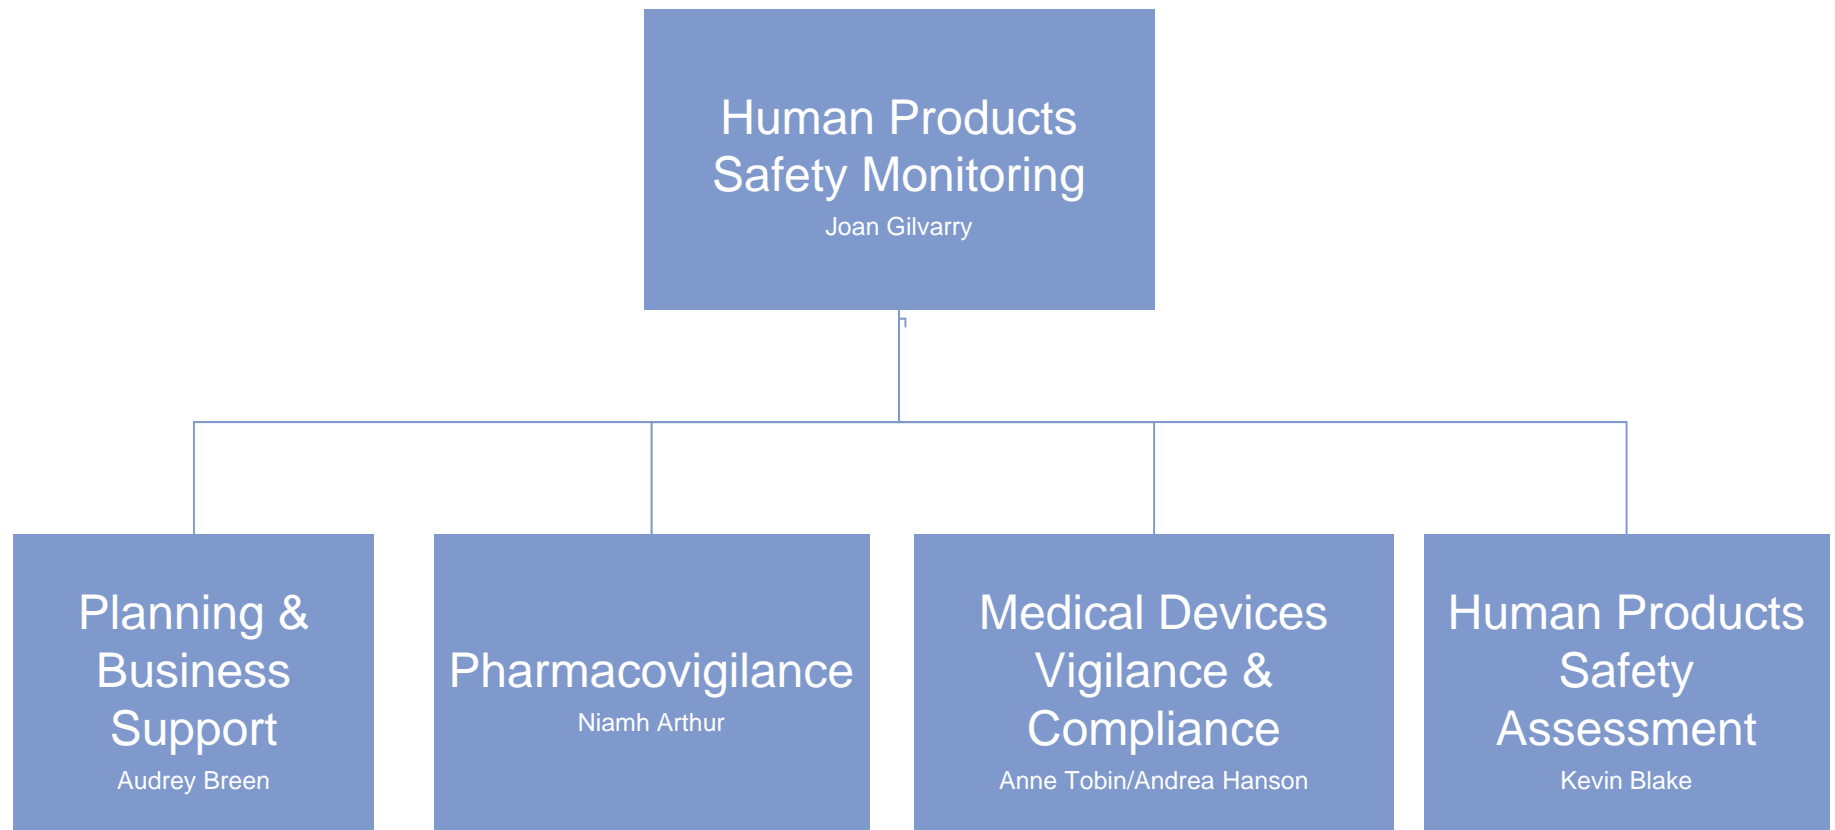 Human Products
Safety Monitoring
Joan Gilvarry
Planning &
Business
Support
Audrey Breen
Pharmacovigilance
Niamh Arthur
Medical Devices
Vigilance &
Compliance
Anne Tobin/Andrea Hanson
Human Products
Safety
Assessment
Kevin Blake